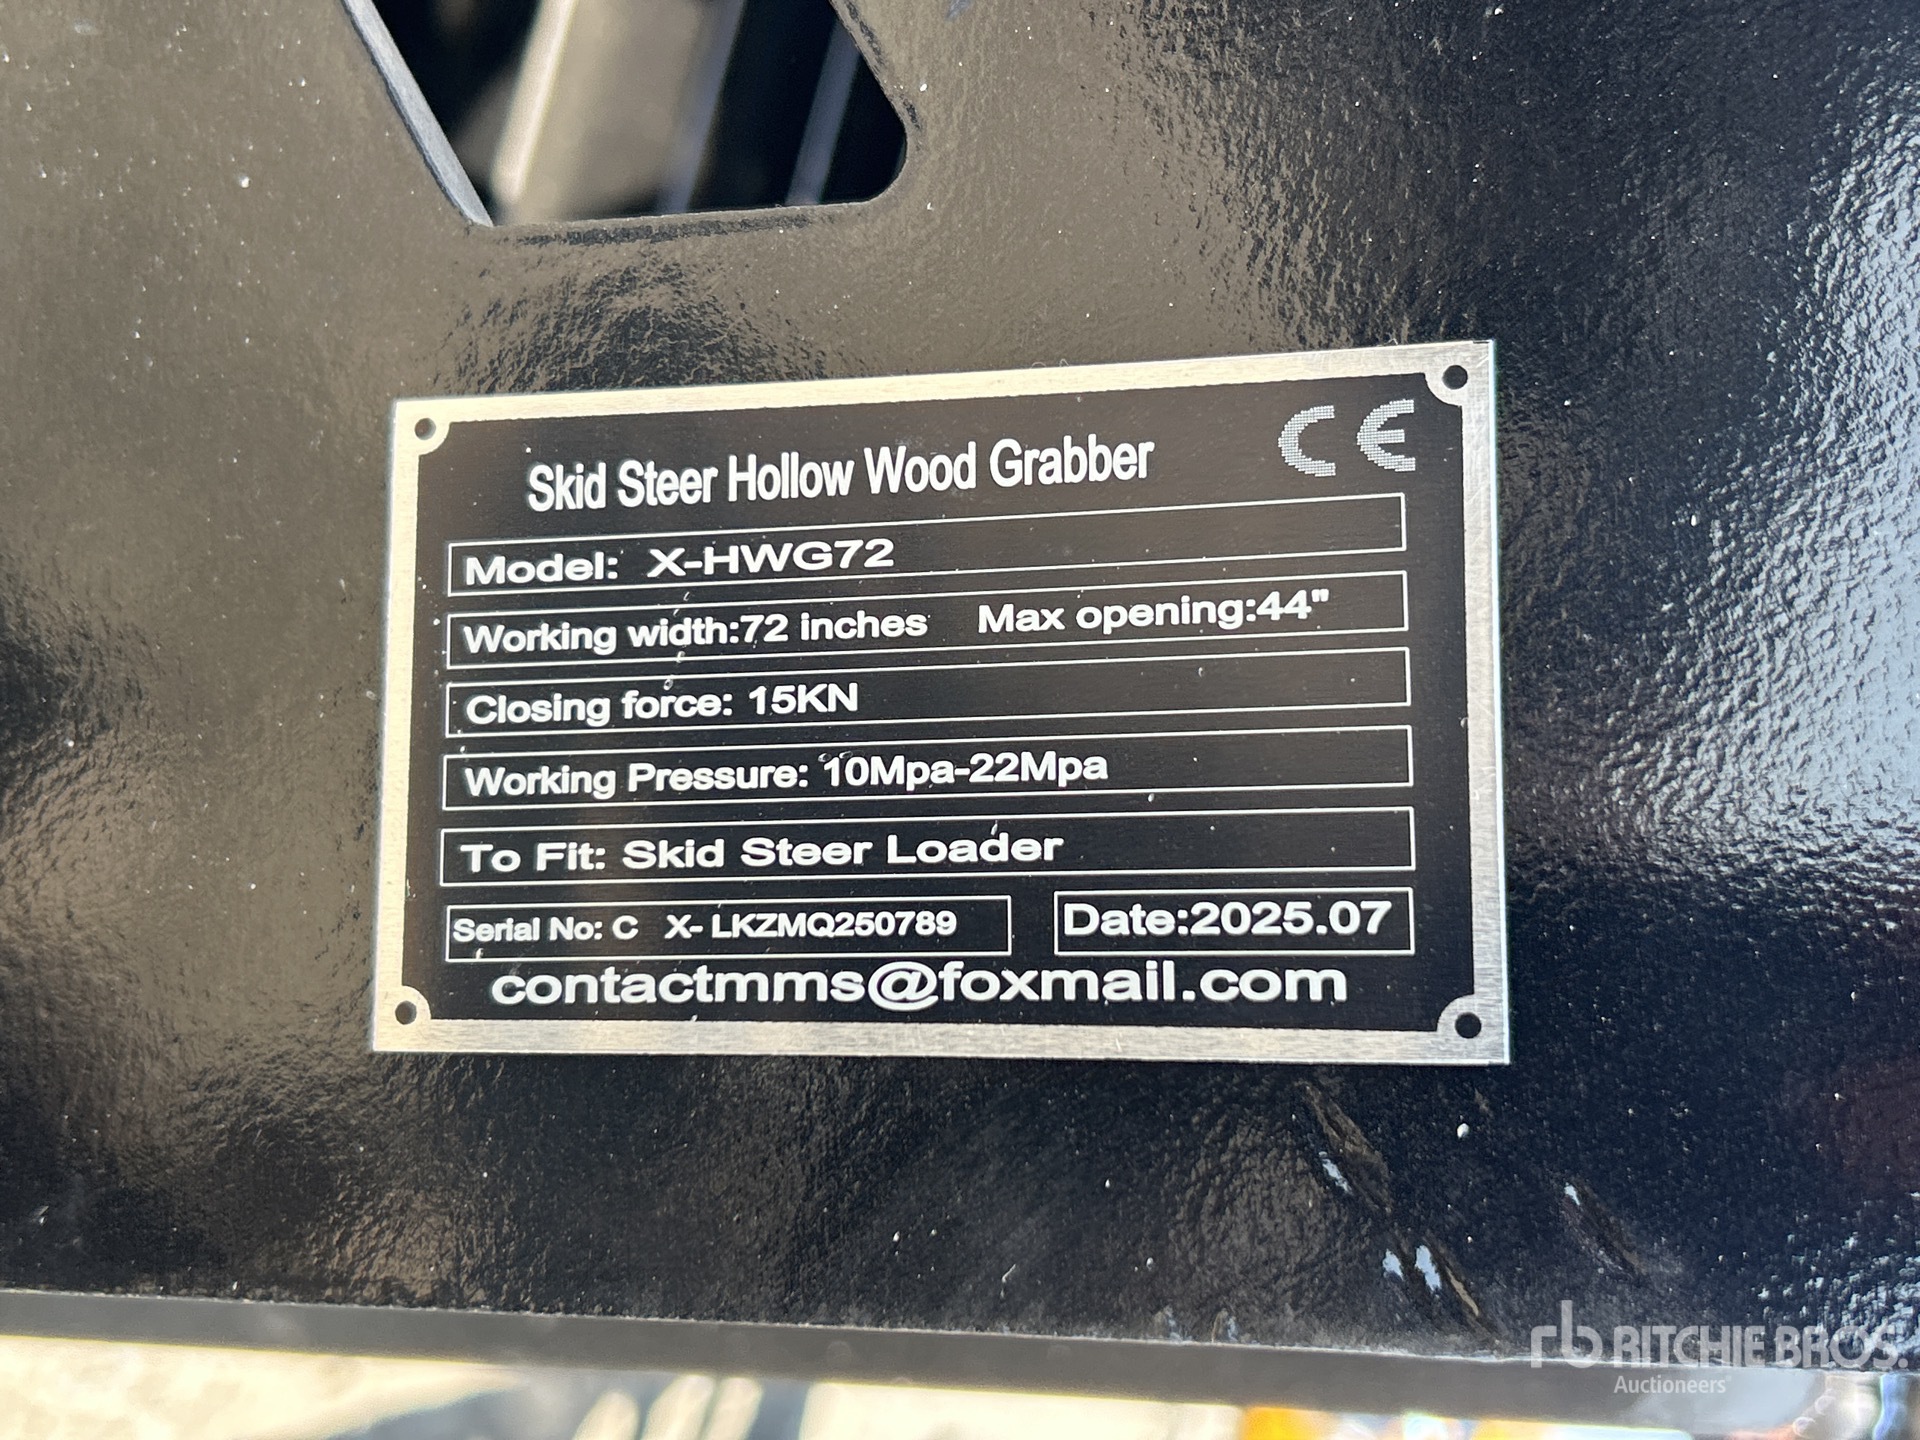 Skid Steer Hollow Wood Grabber CE
Model: X-HWG72
Working width:72 inches Max opening:44"
Closing force: 15KN
Working Pressure: 10Mpa-22Mpa
To Fit: Skid Steer Loader
Serial No: C X- LKZMQ250789 Date:2025.07
contactmms@foxmail.com
rb RITCHIE BROS.
Auctioneers